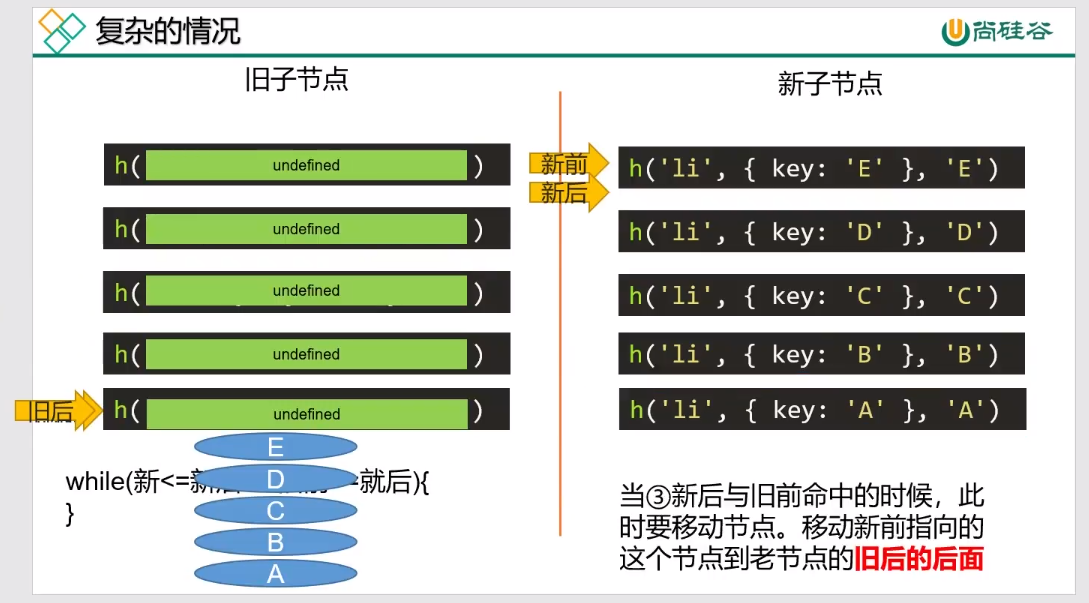 复杂的情况
尚硅谷
旧子节点
新子节点
h( undefined )
h( undefined )
h( undefined )
h( undefined )
旧后
h( undefined )
新前
新后
h('li', { key: 'E' }, 'E')
h('li', { key: 'D' }, 'D')
h('li', { key: 'C' }, 'C')
h('li', { key: 'B' }, 'B')
h('li', { key: 'A' }, 'A')
E
while(新<=新 就后){
D
}
C
B
A
当③新后与旧前命中的时候，此
时要移动节点。移动新前指向的
这个节点到老节点的旧后的后面